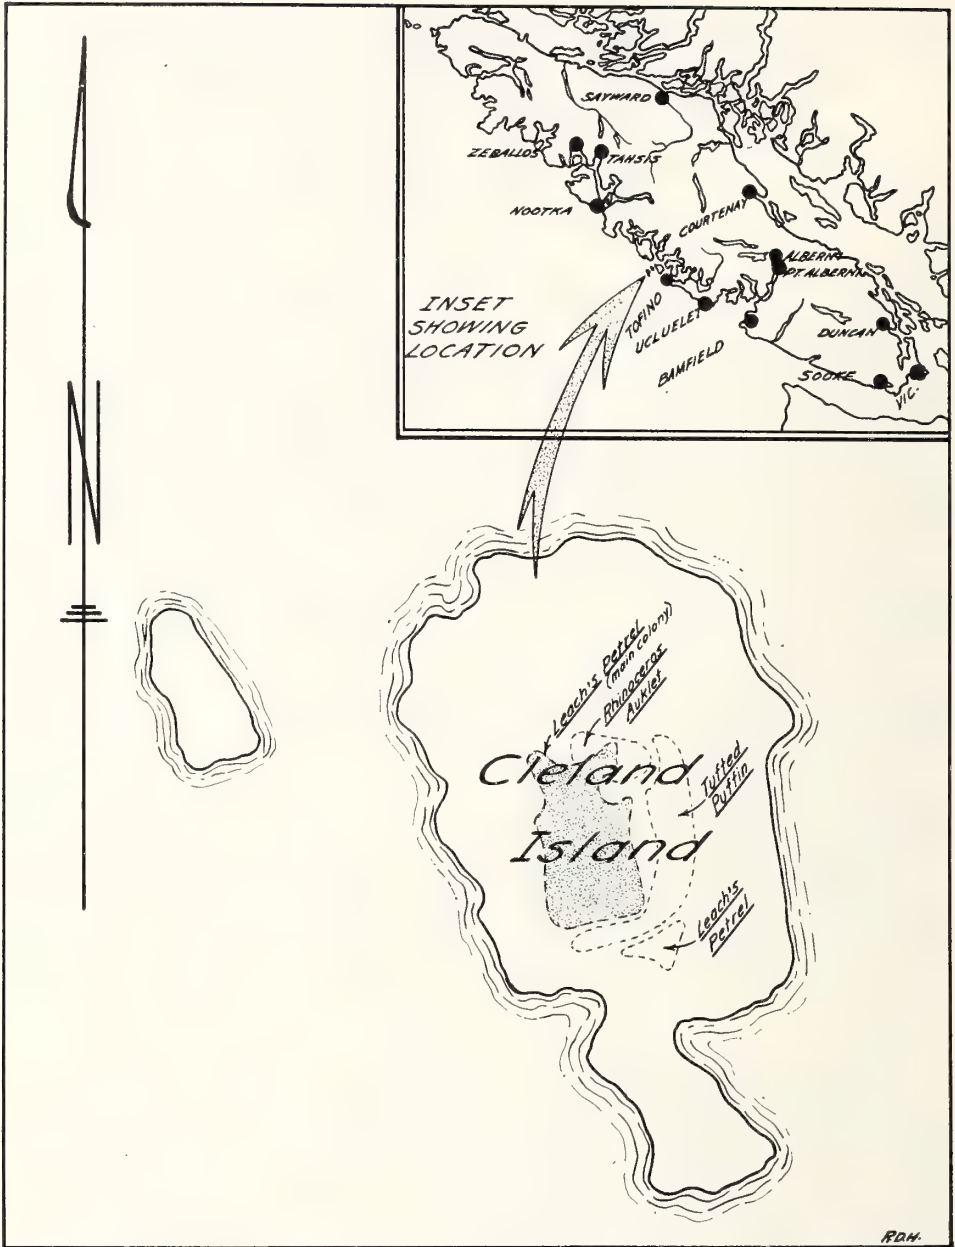 SAYWARD
ZEBALLOS
TAHSIS
NOOTKA
COURTENAY
ALBERNI
PT. ALBERNI
INSET
SHOWING
LOCATION
TOFINO
UCLUELET
BAMFIELD
DUNCAN
SOOKE
VIC.
N
Leach's Petrel
(main colony)
Rhinoceros
Auklet
Cleland
Island
Tufted
Puffin
Leach's
Petrel
R.D.H.